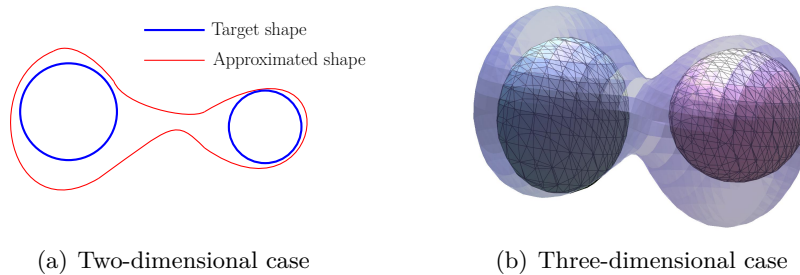 Target shape
Approximated shape
(a) Two-dimensional case
(b) Three-dimensional case